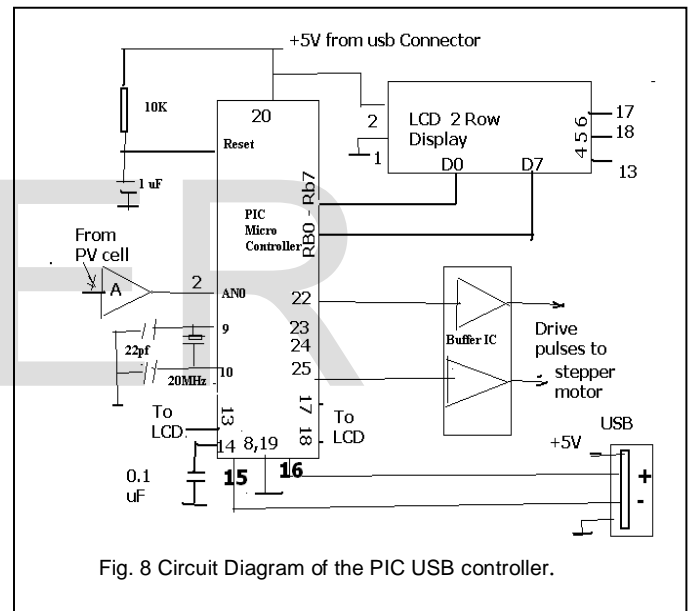 +5V from usb Connector
10K
20
Reset
1 uF
2
1
LCD 2 Row
Display
D0
D7
4 5 6
17
18
13
PIC
Micro
Controller
RB0 - Rb7
From
PV cell
A
2
AN0
9
22pf
10
20MHz
22
23
24
25
Buffer IC
Drive
pulses to
stepper
motor
To
LCD
13
14
8,19
17
18
To
LCD
0.1
uF
15
16
USB
+5V
+
-
ER
Fig. 8 Circuit Diagram of the PIC USB controller.